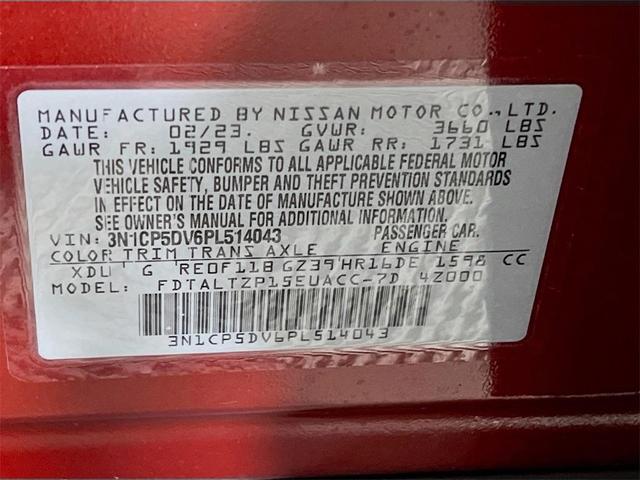 MANUFACTURED BY NISSAN MOTOR CO.,LTD.
DATE: 02/23. GVWR: 3660 LBS
GAWR FR: 1929 LBS GAWR RR: 1731 LBS
THIS VEHICLE CONFORMS TO ALL APPLICABLE FEDERAL MOTOR
VEHICLE SAFETY, BUMPER AND THEFT PREVENTION STANDARDS
IN EFFECT ON THE DATE OF MANUFACTURE SHOWN ABOVE.
SEE OWNER'S MANUAL FOR ADDITIONAL INFORMATION.
VIN: 3N1CP5DV6PL514043 PASSENGER CAR.
COLOR TRIM TRANS AXLE ENGINE
XDU G RE0F11B GZ39 HR16DE 1598 CC
MODEL: FDTALTZP15EUACC-7D 4Z000
3N1CP5DV6PL514043